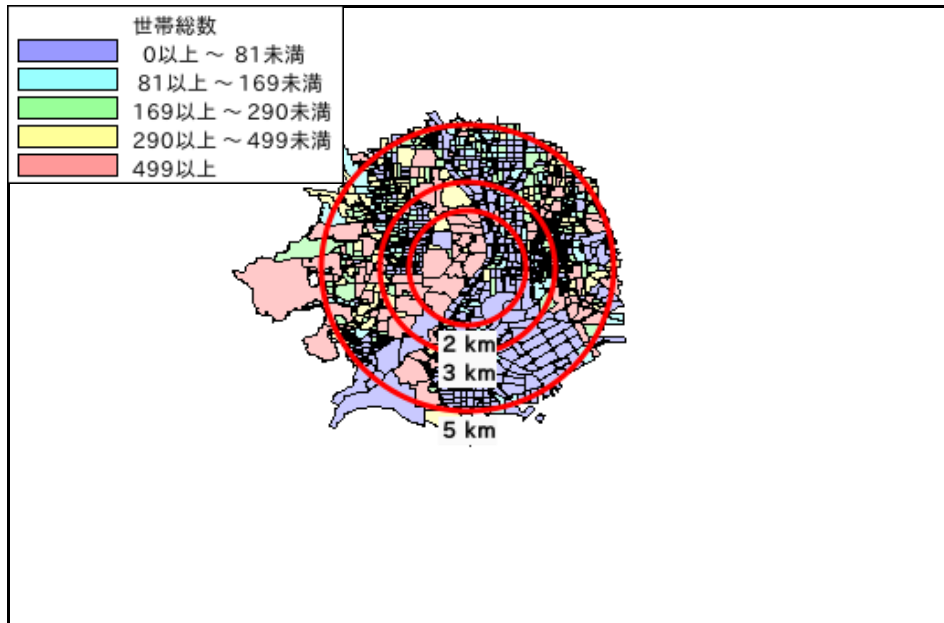 世帯総数
0以上 ～ 81未満
81以上 ～ 169未満
169以上 ～ 290未満
290以上 ～ 499未満
499以上
2 km
3 km
5 km